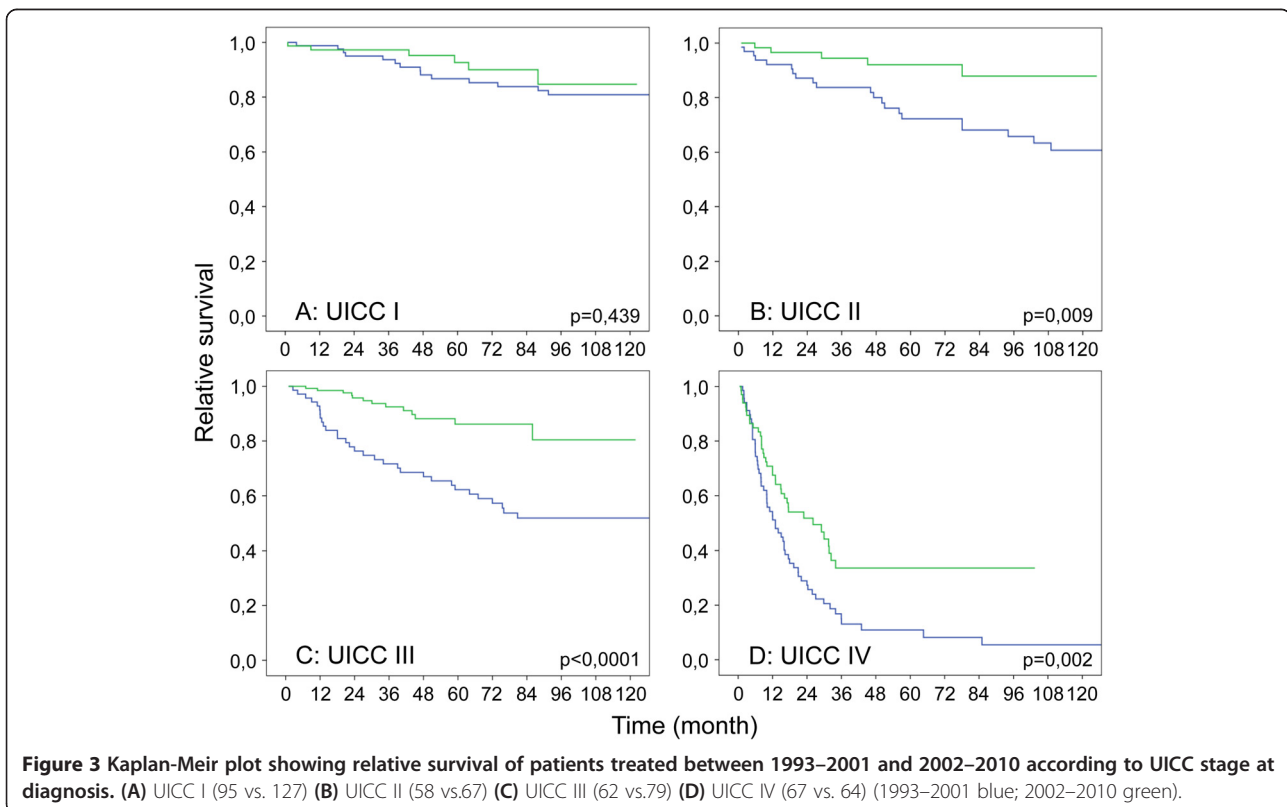 1,0
0,8
0,6
0,4
0,2
0,0
A: UICC I
p=0,439
0 12 24 36 48 60 72 84 96 108 120
1,0
0,8
0,6
0,4
0,2
0,0
B: UICC II
p=0,009
0 12 24 36 48 60 72 84 96 108 120
Relative survival
1,0
0,8
0,6
0,4
0,2
0,0
C: UICC III
p<0,0001
0 12 24 36 48 60 72 84 96 108 120
1,0
0,8
0,6
0,4
0,2
0,0
D: UICC IV
p=0,002
0 12 24 36 48 60 72 84 96 108 120
Time (month)
Figure 3 Kaplan-Meir plot showing relative survival of patients treated between 1993–2001 and 2002–2010 according to UICC stage at
diagnosis. (A) UICC I (95 vs. 127) (B) UICC II (58 vs.67) (C) UICC III (62 vs.79) (D) UICC IV (67 vs. 64) (1993–2001 blue; 2002–2010 green).